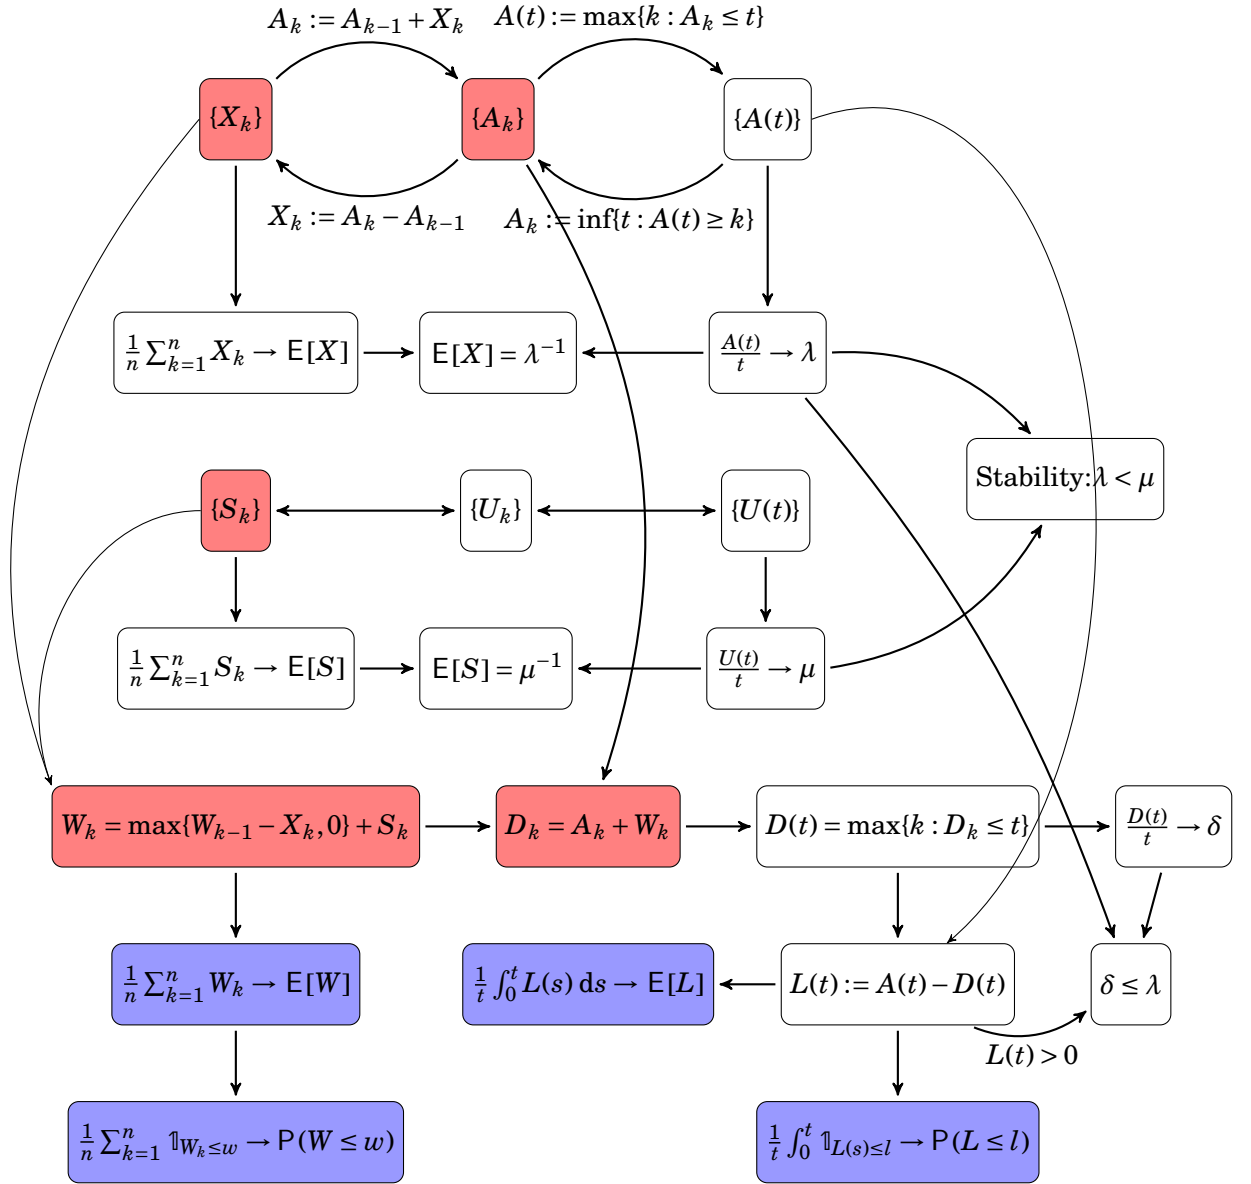 A_k := A_{k-1} + X_k
A(t) := max{k : A_k ≤ t}
{X_k}
{A_k}
{A(t)}
X_k := A_k − A_{k-1}
A_k := inf{t : A(t) ≥ k}
1/n ∑_{k=1}^n X_k → E[X]
E[X] = λ^{-1}
A(t)/t → λ
Stability: λ < μ
{S_k}
{U_k}
{U(t)}
1/n ∑_{k=1}^n S_k → E[S]
E[S] = μ^{-1}
U(t)/t → μ
W_k = max{W_{k-1} − X_k, 0} + S_k
D_k = A_k + W_k
D(t) = max{k : D_k ≤ t}
D(t)/t → δ
1/n ∑_{k=1}^n W_k → E[W]
1/t ∫_0^t L(s) ds → E[L]
L(t) := A(t) − D(t)
δ ≤ λ
L(t) > 0
1/n ∑_{k=1}^n 𝟙_{W_k ≤ w} → P(W ≤ w)
1/t ∫_0^t 𝟙_{L(s) ≤ l} → P(L ≤ l)